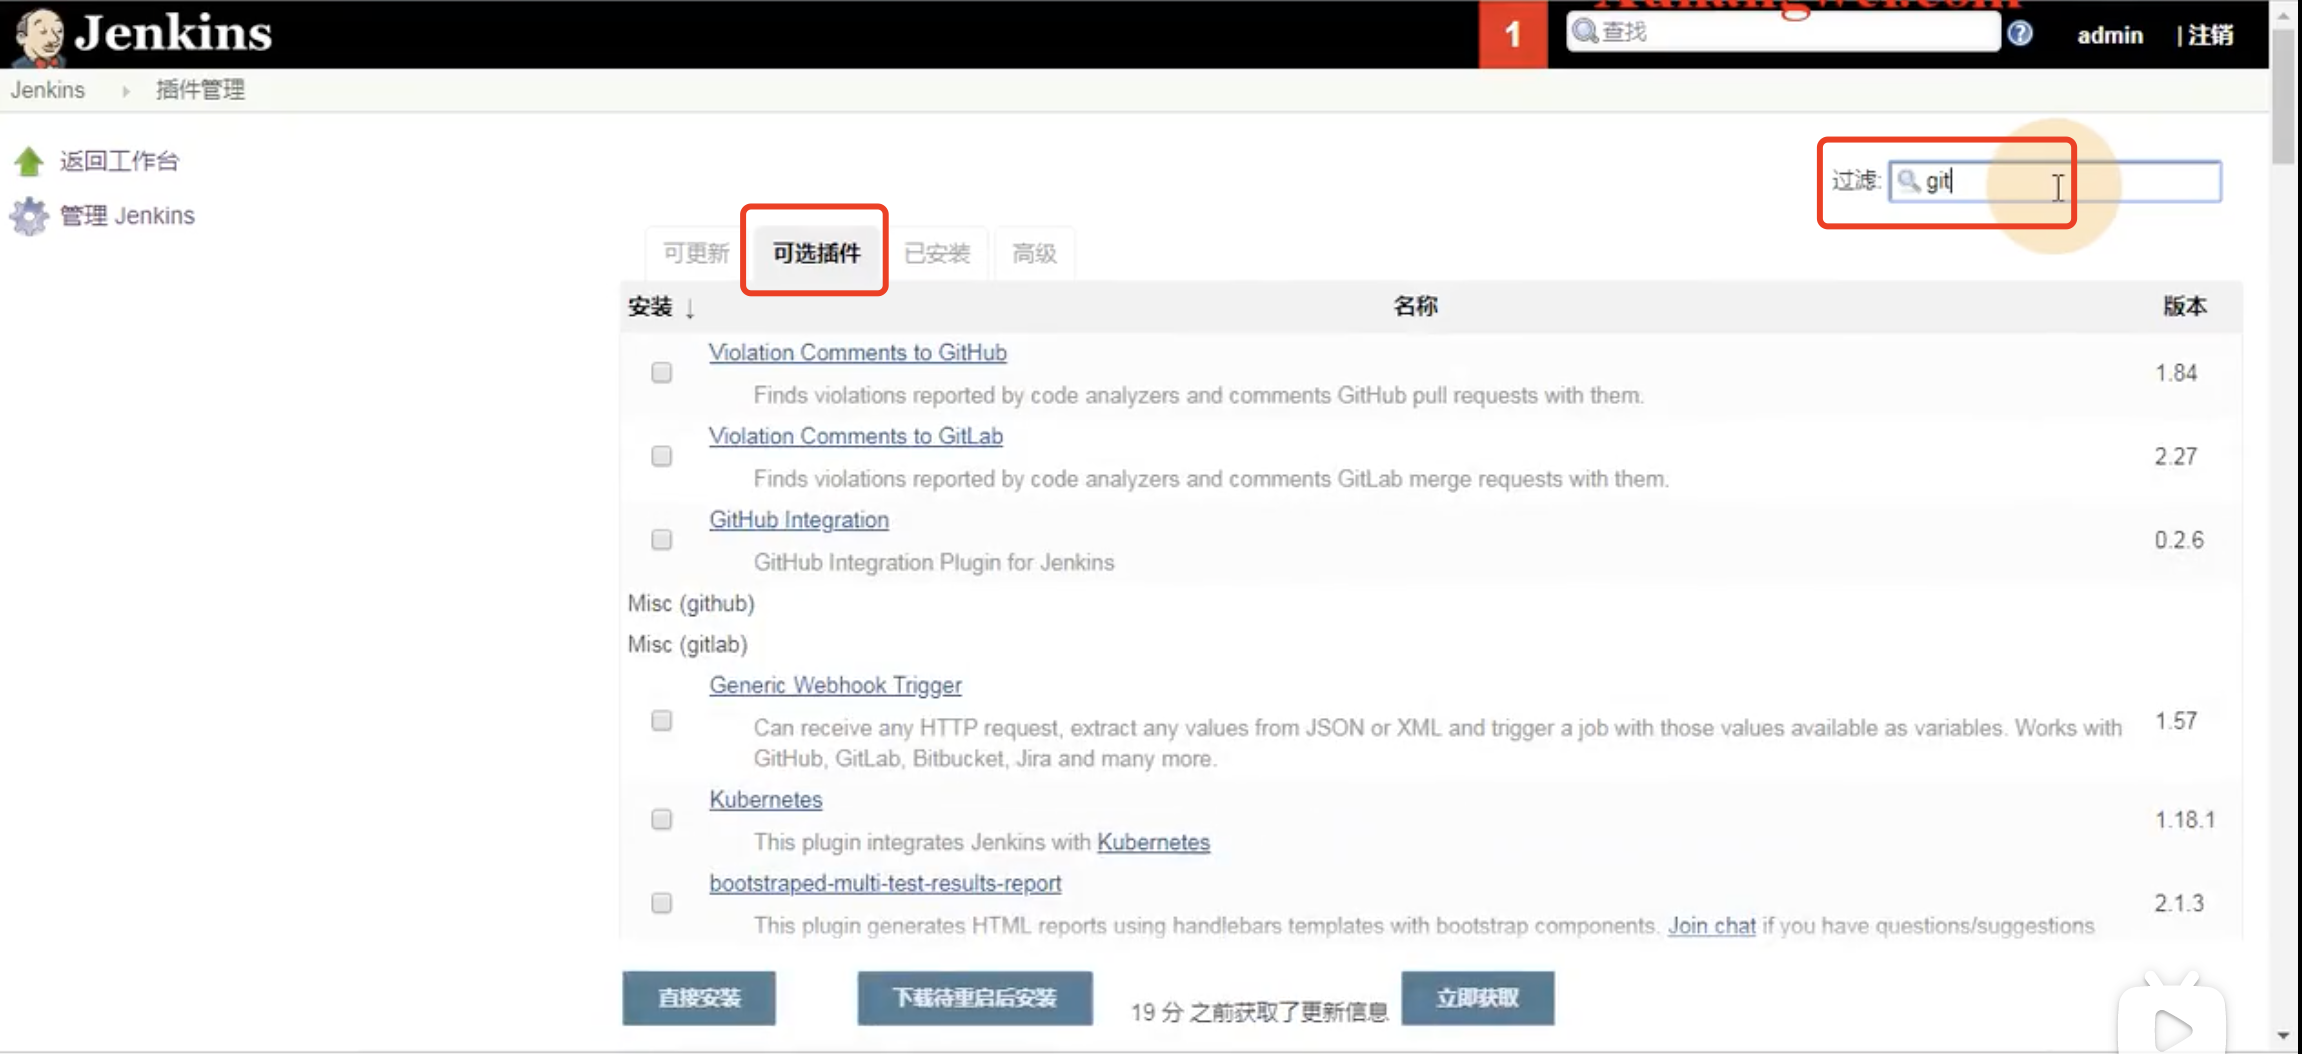 Jenkins
1
查找
admin
| 注销
Jenkins
插件管理
返回工作台
管理 Jenkins
过滤:
git
可更新
可选插件
已安装
高级
安装 ↓
名称
版本
Violation Comments to GitHub
Finds violations reported by code analyzers and comments GitHub pull requests with them.
1.84
Violation Comments to GitLab
Finds violations reported by code analyzers and comments GitLab merge requests with them.
2.27
GitHub Integration
GitHub Integration Plugin for Jenkins
0.2.6
Misc (github)
Misc (gitlab)
Generic Webhook Trigger
Can receive any HTTP request, extract any values from JSON or XML and trigger a job with those values available as variables. Works with
GitHub, GitLab, Bitbucket, Jira and many more.
1.57
Kubernetes
This plugin integrates Jenkins with Kubernetes
1.18.1
bootstraped-multi-test-results-report
This plugin generates HTML reports using handlebars templates with bootstrap components. Join chat if you have questions/suggestions
2.1.3
直接安装
下载待重启后安装
19 分 之前获取了更新信息
立即获取